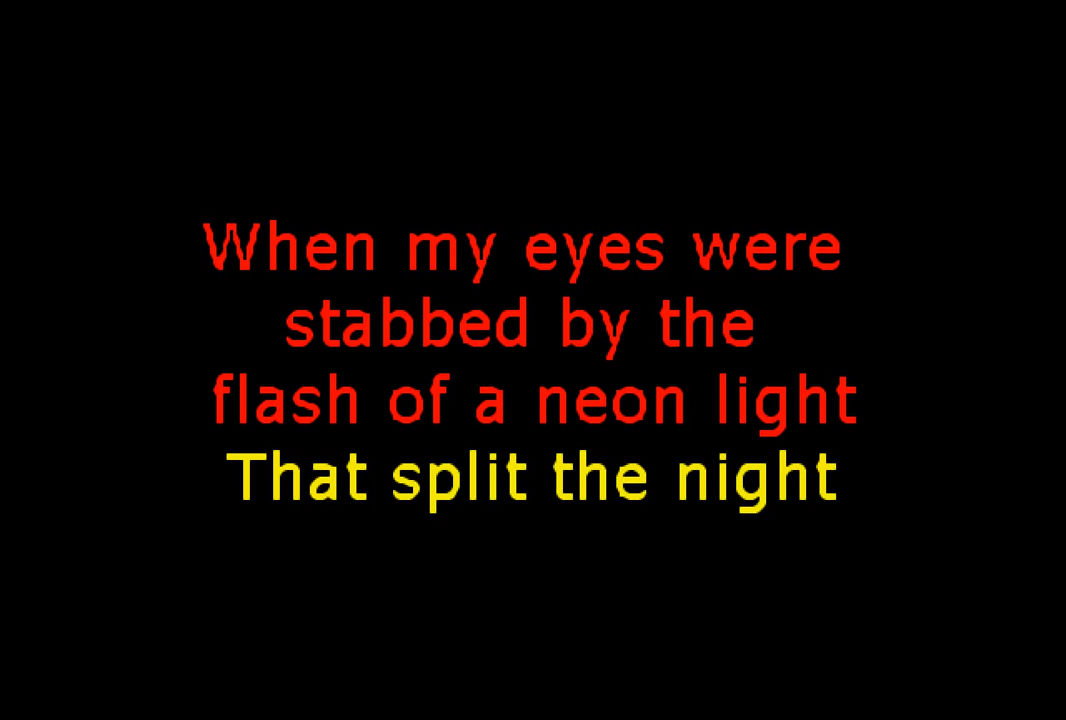 When my eyes were
stabbed by the
flash of a neon light
That split the night